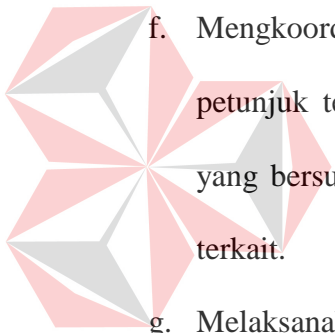 f. Mengkoord
petunjuk te
yang bersu
terkait.
g. Melaksana